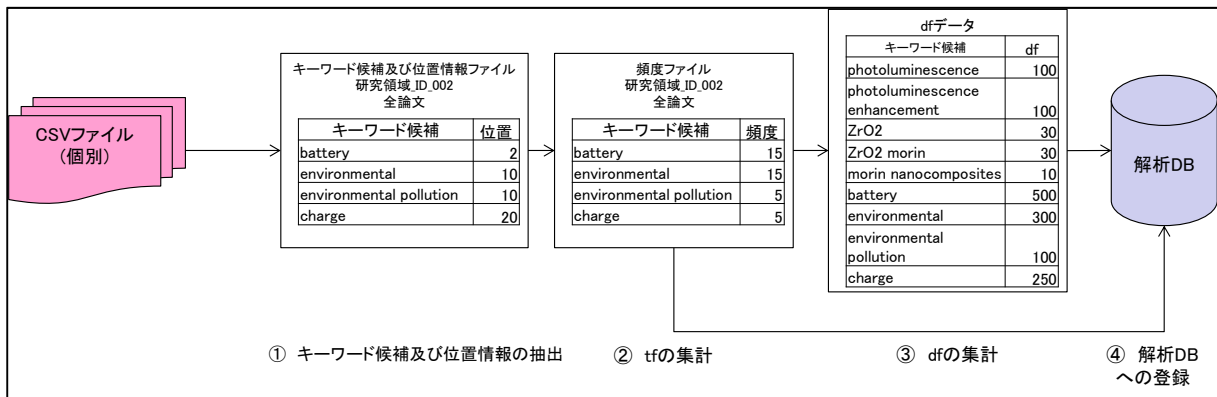 CSVファイル
(個別)
キーワード候補及び位置情報ファイル
研究領域_ID_002
全論文
キーワード候補 位置
battery 2
environmental 10
environmental pollution 10
charge 20
頻度ファイル
研究領域_ID_002
全論文
キーワード候補 頻度
battery 15
environmental 15
environmental pollution 5
charge 5
dfデータ
キーワード候補 df
photoluminescence 100
photoluminescence
enhancement 100
ZrO2 30
ZrO2 morin 30
morin nanocomposites 10
battery 500
environmental 300
environmental
pollution 100
charge 250
解析DB
① キーワード候補及び位置情報の抽出
② tfの集計
③ dfの集計
④ 解析DB
への登録